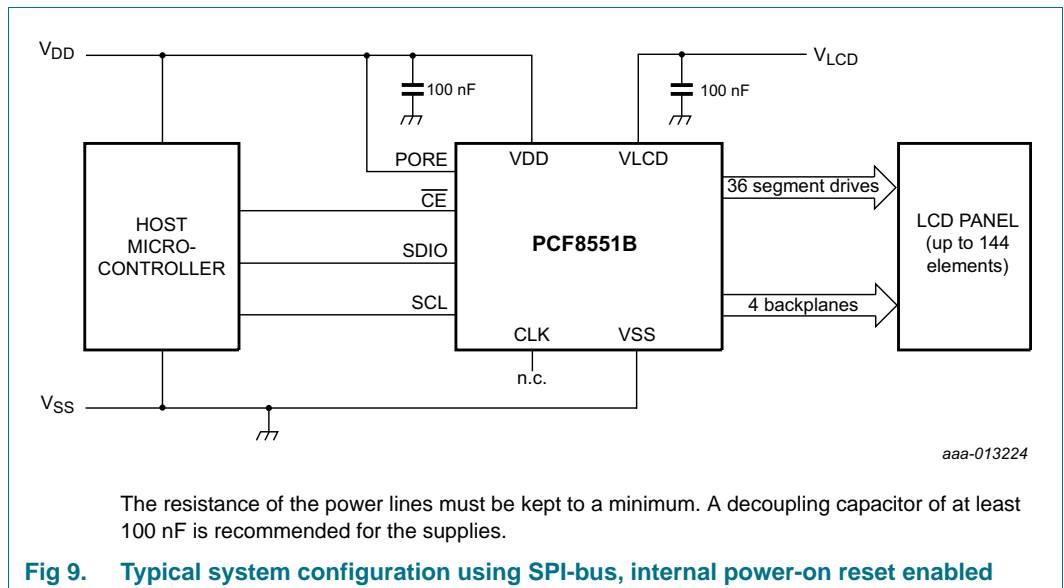 VDD
VLCD
100 nF
100 nF
PORE
VDD
VLCD
CE
36 segment drives
HOST
MICRO-
CONTROLLER
SDIO
PCF8551B
LCD PANEL
(up to 144
elements)
SCL
4 backplanes
CLK
VSS
n.c.
VSS
aaa-013224
The resistance of the power lines must be kept to a minimum. A decoupling capacitor of at least
100 nF is recommended for the supplies.
Fig 9. Typical system configuration using SPI-bus, internal power-on reset enabled